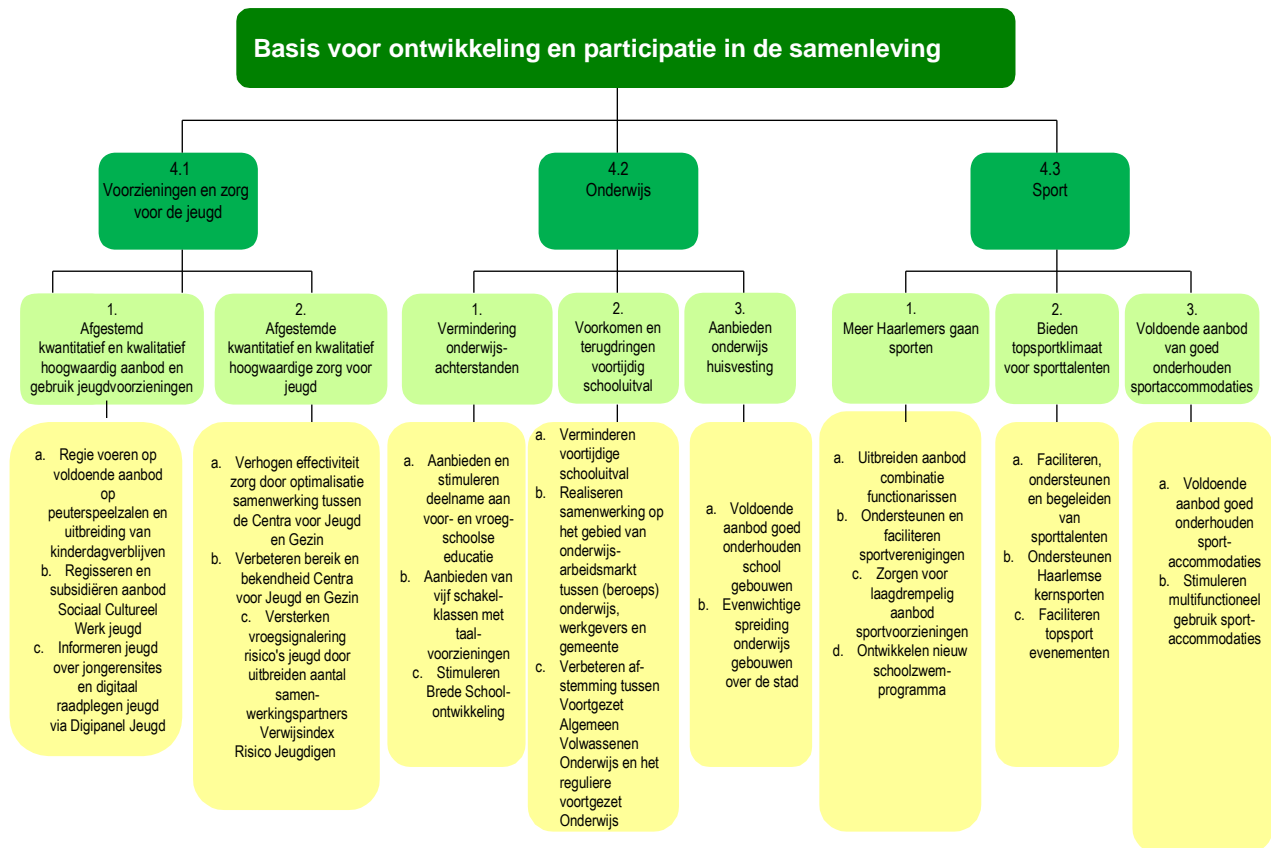 Basis voor ontwikkeling en participatie in de samenleving
4.1
Voorzieningen en zorg
voor de jeugd
4.2
Onderwijs
4.3
Sport
1.
Afgestemd
kwantitatief en kwalitatief
hoogwaardig aanbod en
gebruik jeugdvoorzieningen
2.
Afgestemde
kwantitatief en kwalitatief
hoogwaardige zorg voor
jeugd
1.
Vermindering
onderwijs-
achterstanden
2.
Voorkomen en
terugdringen
voortijdig
schooluitval
3.
Aanbieden
onderwijs
huisvesting
1.
Meer Haarlemers gaan
sporten
2.
Bieden
topsportklimaat
voor sporttalenten
3.
Voldoende aanbod
van goed
onderhouden
sportaccommodaties
a. Regie voeren op
voldoende aanbod
op
peuterspeelzalen en
uitbreiding van
kinderdagverblijven
b. Regisseren en
subsidiëren aanbod
Sociaal Cultureel
Werk jeugd
c. Informeren jeugd
over jongerensites
en digitaal
raadplegen jeugd
via Digipanel Jeugd
a. Verhogen effectiviteit
zorg door optimalisatie
samenwerking tussen
de Centra voor Jeugd
en Gezin
b. Verbeteren bereik en
bekendheid Centra
voor Jeugd en Gezin
c. Versterken
vroegsignalering
risico's jeugd door
uitbreiden aantal
samen-
werkingspartners
Verwijsindex
Risico Jeugdigen
a. Aanbieden en
stimuleren
deelname aan
voor- en vroeg-
schoolse
educatie
b. Aanbieden van
vijf schakel-
klassen met
taal-
voorzieningen
c. Stimuleren
Brede School-
ontwikkeling
a. Verminderen
voortijdige
schooluitval
b. Realiseren
samenwerking op
het gebied van
onderwijs-
arbeidsmarkt
tussen (beroeps)
onderwijs,
werkgevers en
gemeente
c. Verbeteren af-
stemming tussen
Voortgezet
Algemeen
Volwassenen
Onderwijs en het
reguliere
voortgezet
Onderwijs
a. Voldoende
aanbod goed
onderhouden
school
gebouwen
b. Evenwichtige
spreiding
onderwijs
gebouwen
over de stad
a. Uitbreiden aanbod
combinatie
functionarissen
b. Ondersteunen en
faciliteren
sportverenigingen
c. Zorgen voor
laagdrempelig
aanbod
sportvoorzieningen
d. Ontwikkelen nieuw
schoolzwem-
programma
a. Faciliteren,
ondersteunen
en begeleiden
van
sporttalenten
b. Ondersteunen
Haarlemse
kernsporten
c. Faciliteren
topsport
evenementen
a. Voldoende
aanbod goed
onderhouden
sport-
accommodaties
b. Stimuleren
multifunctioneel
gebruik sport-
accommodaties